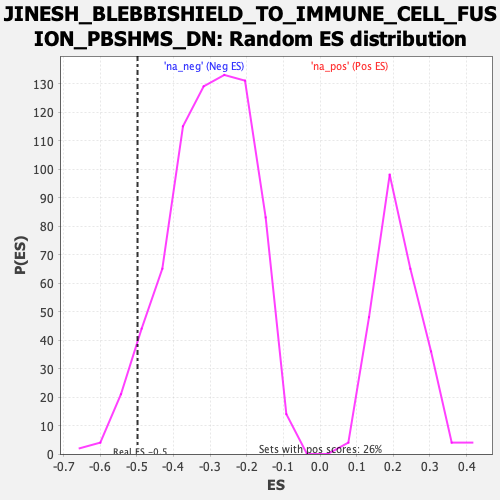 JINESH_BLEBBISHIELD_TO_IMMUNE_CELL_FUS
ION_PBSHMS_DN: Random ES distribution
'na_neg' (Neg ES)
'na_pos' (Pos ES)
130
120
110
100
90
80
70
60
50
40
30
20
10
0
P(ES)
Real ES -0.5
Sets with pos scores: 26%
-0.7 -0.6 -0.5 -0.4 -0.3 -0.2 -0.1 0.0 0.1 0.2 0.3 0.4
ES